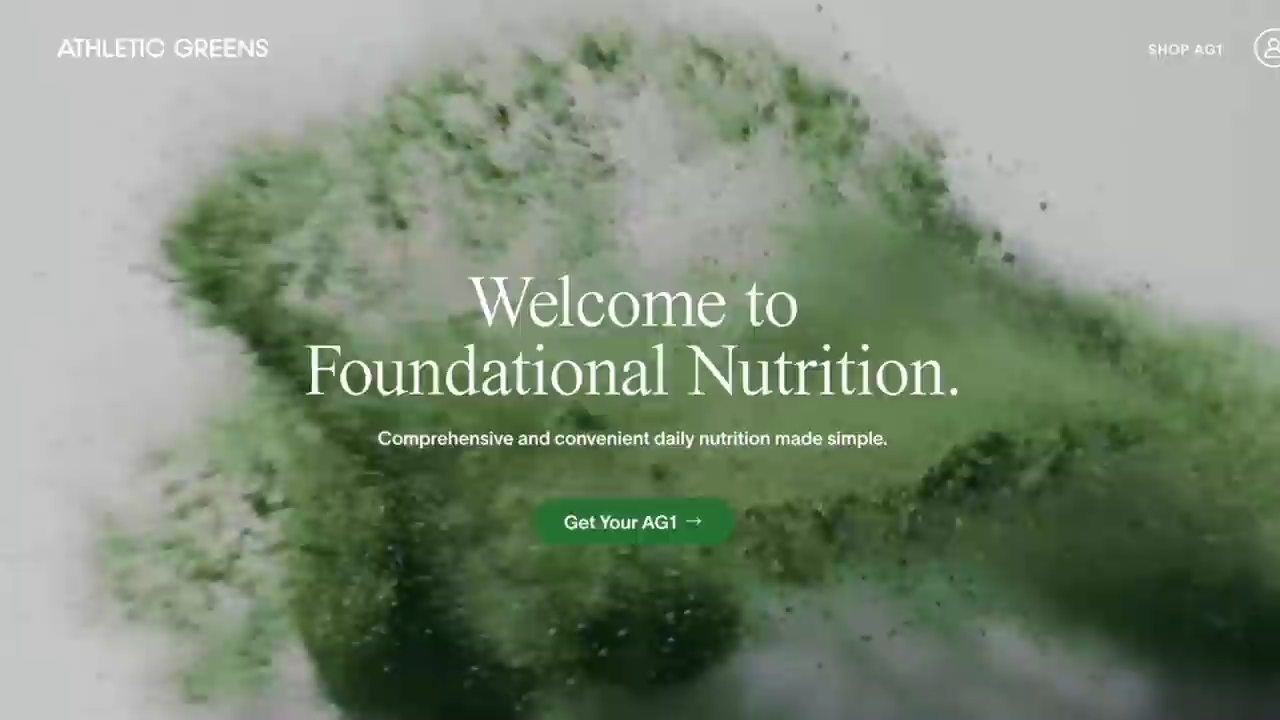 ATHLETIC GREENS
SHOP AG1
Welcome to
Foundational Nutrition.
Comprehensive and convenient daily nutrition made simple.
Get Your AG1 →